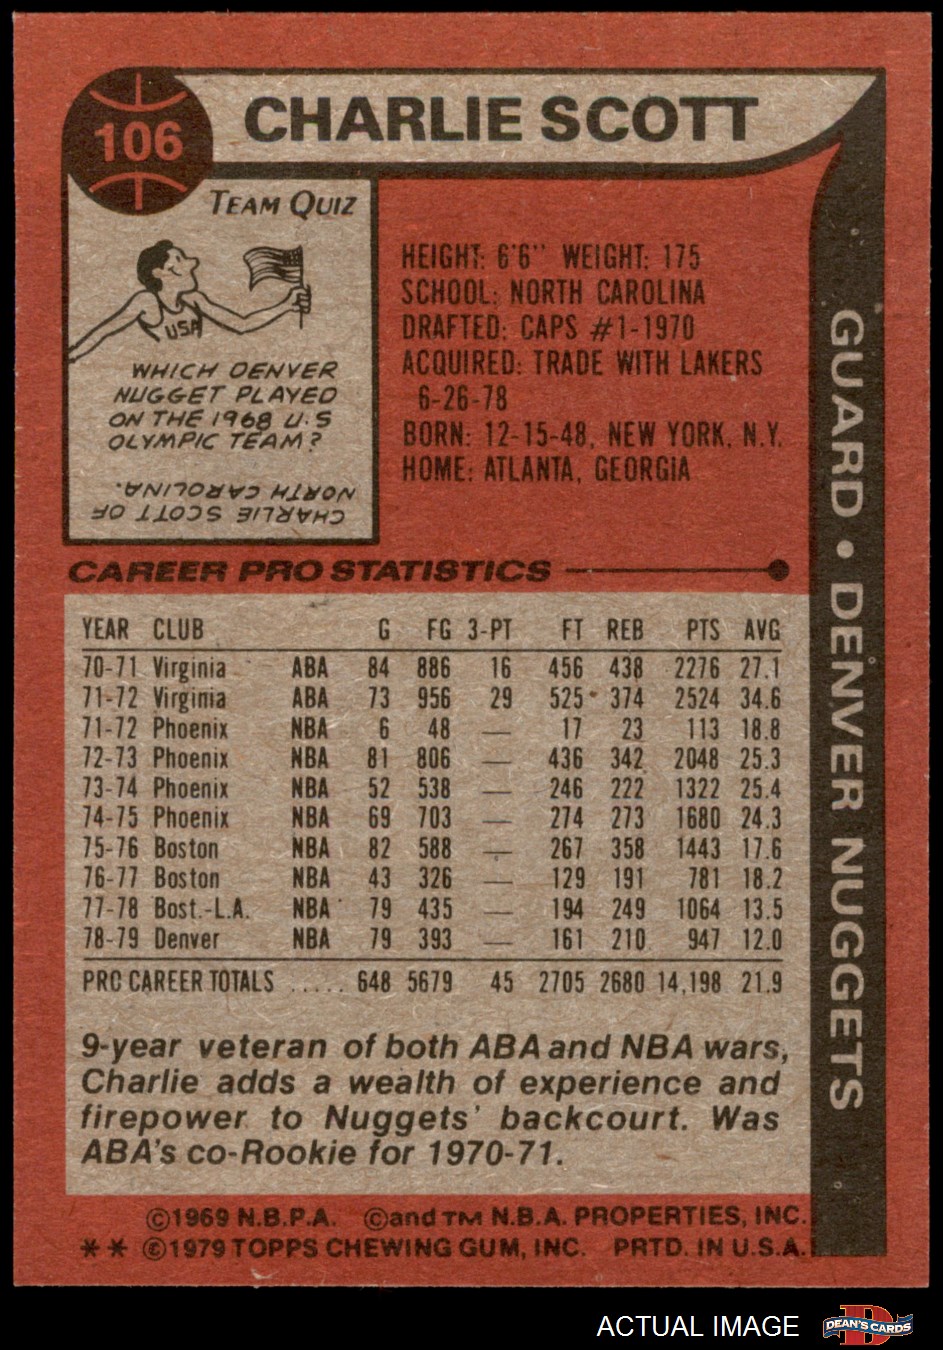 106
CHARLIE SCOTT
TEAM QUIZ
USA
WHICH DENVER
NUGGET PLAYED
ON THE 1968 U.S
OLYMPIC TEAM?
CHARLIE SCOTT OF
NORTH CAROLINA.
HEIGHT: 6'6" WEIGHT: 175
SCHOOL: NORTH CAROLINA
DRAFTED: CAPS #1-1970
ACQUIRED: TRADE WITH LAKERS
6-26-78
BORN: 12-15-48, NEW YORK, N.Y.
HOME: ATLANTA, GEORGIA
GUARD • DENVER NUGGETS
CAREER PRO STATISTICS
YEAR CLUB G FG 3-PT FT REB PTS AVG
70-71 Virginia ABA 84 886 16 456 438 2276 27.1
71-72 Virginia ABA 73 956 29 525 374 2524 34.6
71-72 Phoenix NBA 6 48 — 17 23 113 18.8
72-73 Phoenix NBA 81 806 — 436 342 2048 25.3
73-74 Phoenix NBA 52 538 — 246 222 1322 25.4
74-75 Phoenix NBA 69 703 — 274 273 1680 24.3
75-76 Boston NBA 82 588 — 267 358 1443 17.6
76-77 Boston NBA 43 326 — 129 191 781 18.2
77-78 Bost.-L.A. NBA 79 435 — 194 249 1064 13.5
78-79 Denver NBA 79 393 — 161 210 947 12.0
PRO CAREER TOTALS ..... 648 5679 45 2705 2680 14,198 21.9
9-year veteran of both ABA and NBA wars,
Charlie adds a wealth of experience and
firepower to Nuggets' backcourt. Was
ABA's co-Rookie for 1970-71.
©1969 N.B.P.A. ©and TM N.B.A. PROPERTIES, INC.
** ©1979 TOPPS CHEWING GUM, INC. PRTD. IN U.S.A.
ACTUAL IMAGE
DEAN'S CARDS